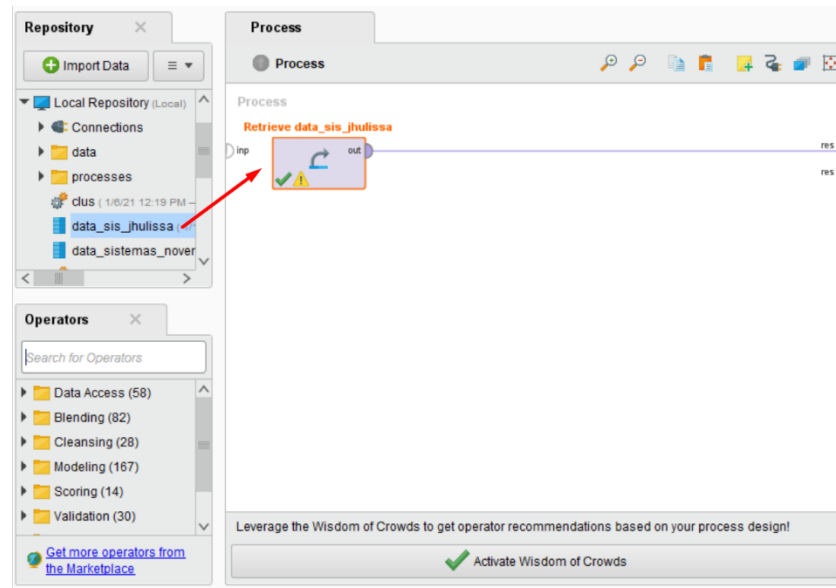 Repository
Import Data
Local Repository (Local)
Connections
data
processes
clus ( 1/6/21 12:19 PM –
data_sis_jhulissa
data_sistemas_nover
Operators
Search for Operators
Data Access (58)
Blending (82)
Cleansing (28)
Modeling (167)
Scoring (14)
Validation (30)
Get more operators from
the Marketplace
Process
Process
Process
Retrieve data_sis_jhulissa
inp
out
res
res
Leverage the Wisdom of Crowds to get operator recommendations based on your process design!
Activate Wisdom of Crowds